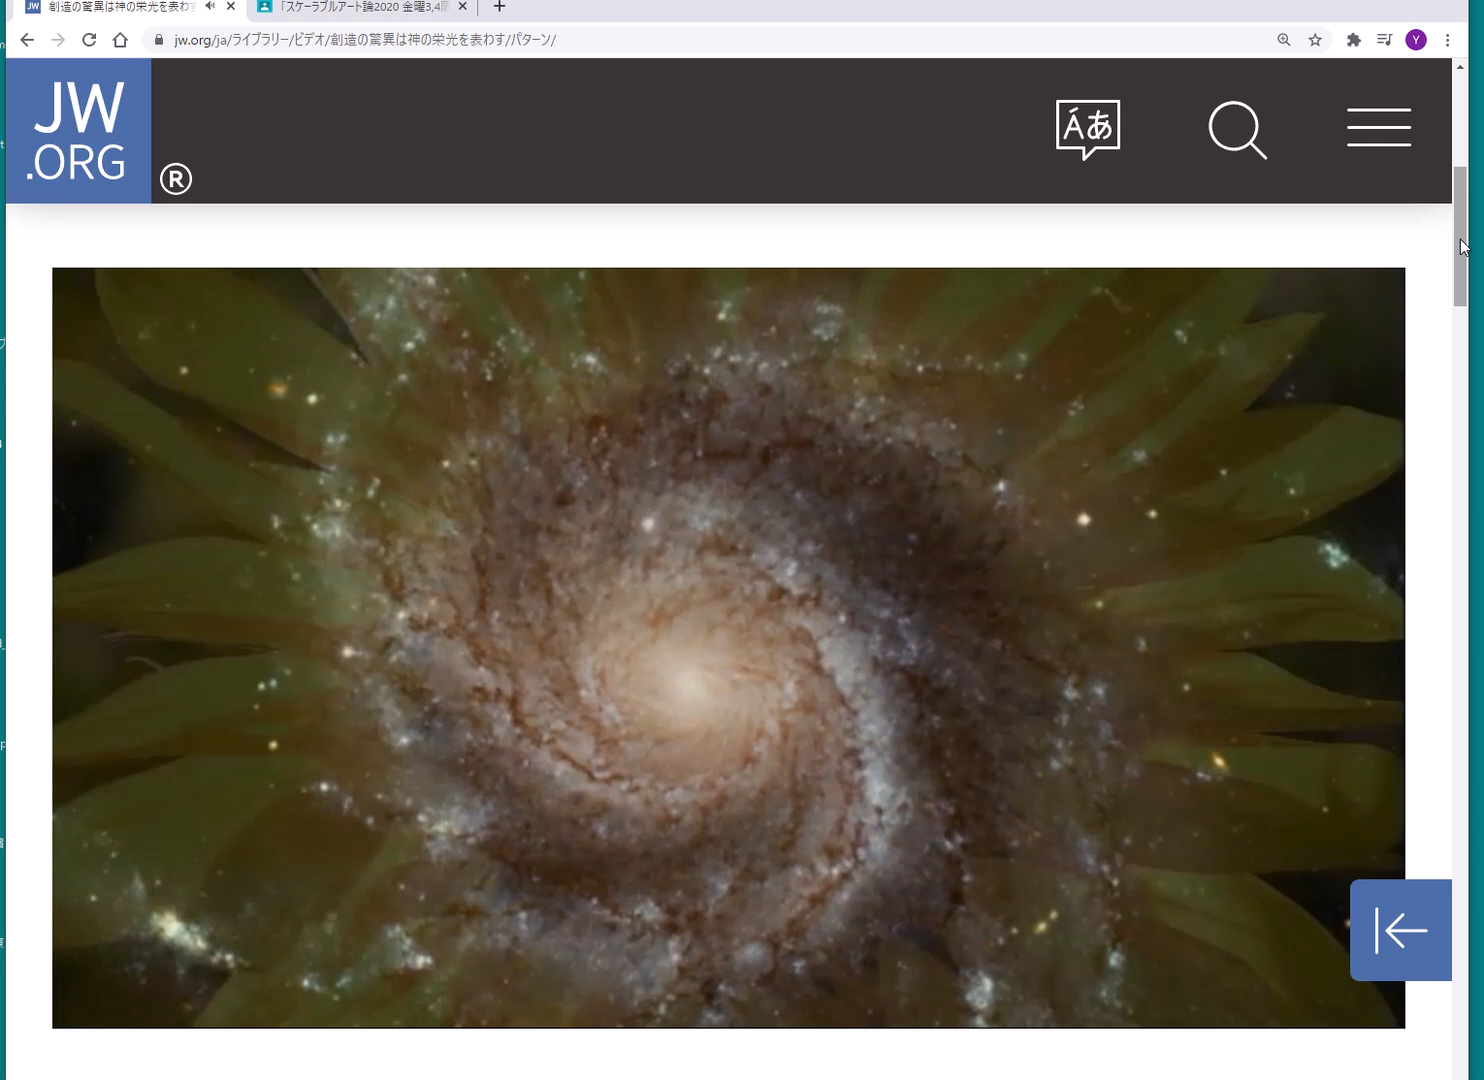 JW 創造の驚異は神の栄光を表わす
「スケーラブルアート論2020 金曜3,4限
jw.org/ja/ライブラリー/ビデオ/創造の驚異は神の栄光を表わす/パターン/
Y
JW
.ORG
®
Áあ